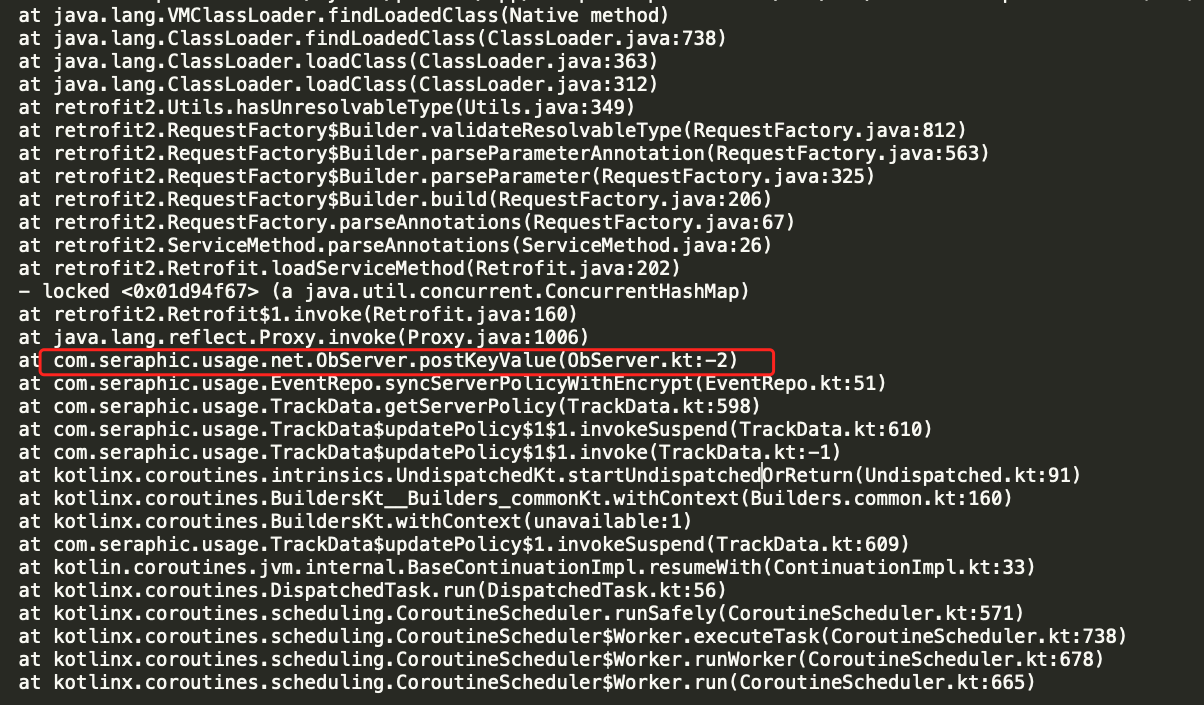 at java.lang.VMClassLoader.findLoadedClass(Native method)
at java.lang.ClassLoader.findLoadedClass(ClassLoader.java:738)
at java.lang.ClassLoader.loadClass(ClassLoader.java:363)
at java.lang.ClassLoader.loadClass(ClassLoader.java:312)
at retrofit2.Utils.hasUnresolvableType(Utils.java:349)
at retrofit2.RequestFactory$Builder.validateResolvableType(RequestFactory.java:812)
at retrofit2.RequestFactory$Builder.parseParameterAnnotation(RequestFactory.java:563)
at retrofit2.RequestFactory$Builder.parseParameter(RequestFactory.java:325)
at retrofit2.RequestFactory$Builder.build(RequestFactory.java:206)
at retrofit2.RequestFactory.parseAnnotations(RequestFactory.java:67)
at retrofit2.ServiceMethod.parseAnnotations(ServiceMethod.java:26)
at retrofit2.Retrofit.loadServiceMethod(Retrofit.java:202)
- locked <0x01d94f67> (a java.util.concurrent.ConcurrentHashMap)
at retrofit2.Retrofit$1.invoke(Retrofit.java:160)
at java.lang.reflect.Proxy.invoke(Proxy.java:1006)
at com.seraphic.usage.net.ObServer.postKeyValue(ObServer.kt:-2)
at com.seraphic.usage.EventRepo.syncServerPolicyWithEncrypt(EventRepo.kt:51)
at com.seraphic.usage.TrackData.getServerPolicy(TrackData.kt:598)
at com.seraphic.usage.TrackData$updatePolicy$1$1.invokeSuspend(TrackData.kt:610)
at com.seraphic.usage.TrackData$updatePolicy$1$1.invoke(TrackData.kt:-1)
at kotlinx.coroutines.intrinsics.UndispatchedKt.startUndispatchedOrReturn(Undispatched.kt:91)
at kotlinx.coroutines.BuildersKt__Builders_commonKt.withContext(Builders.common.kt:160)
at kotlinx.coroutines.BuildersKt.withContext(unavailable:1)
at com.seraphic.usage.TrackData$updatePolicy$1.invokeSuspend(TrackData.kt:609)
at kotlin.coroutines.jvm.internal.BaseContinuationImpl.resumeWith(ContinuationImpl.kt:33)
at kotlinx.coroutines.DispatchedTask.run(DispatchedTask.kt:56)
at kotlinx.coroutines.scheduling.CoroutineScheduler.runSafely(CoroutineScheduler.kt:571)
at kotlinx.coroutines.scheduling.CoroutineScheduler$Worker.executeTask(CoroutineScheduler.kt:738)
at kotlinx.coroutines.scheduling.CoroutineScheduler$Worker.runWorker(CoroutineScheduler.kt:678)
at kotlinx.coroutines.scheduling.CoroutineScheduler$Worker.run(CoroutineScheduler.kt:665)